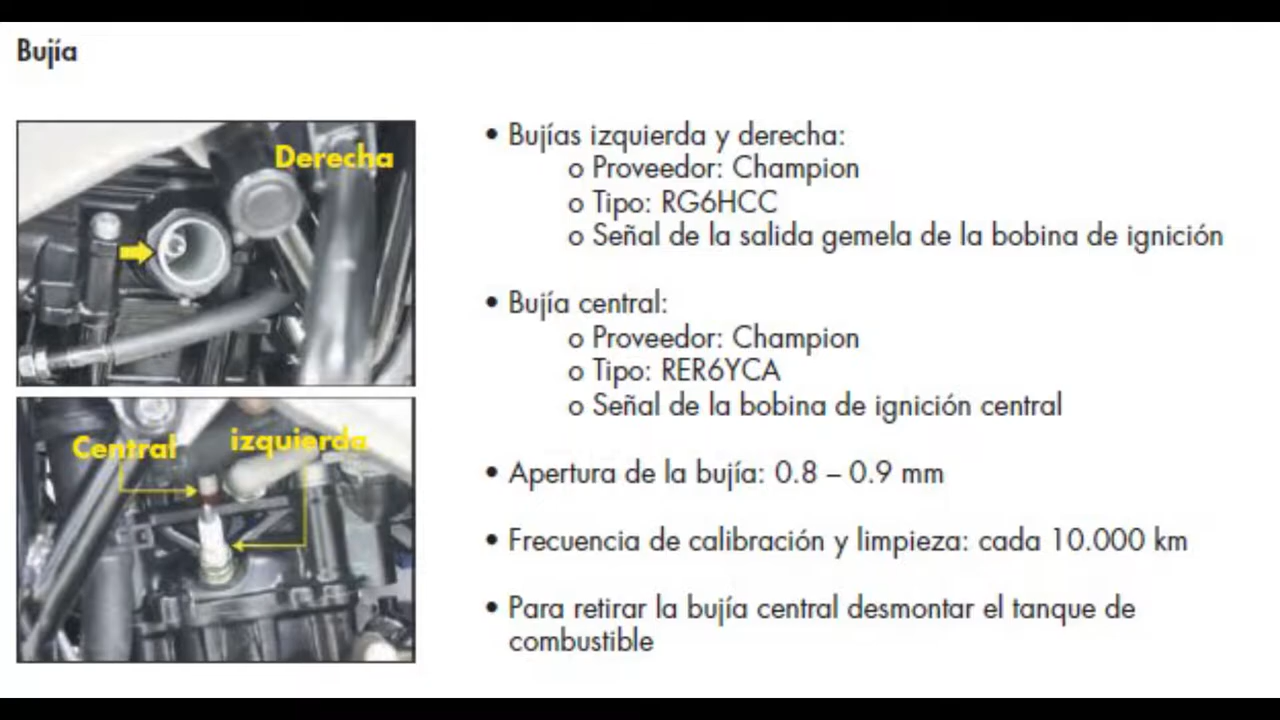 Bujía
Derecha
Central
izquierda
• Bujías izquierda y derecha:
o Proveedor: Champion
o Tipo: RG6HCC
o Señal de la salida gemela de la bobina de ignición
• Bujía central:
o Proveedor: Champion
o Tipo: RER6YCA
o Señal de la bobina de ignición central
• Apertura de la bujía: 0.8 – 0.9 mm
• Frecuencia de calibración y limpieza: cada 10.000 km
• Para retirar la bujía central desmontar el tanque de
combustible